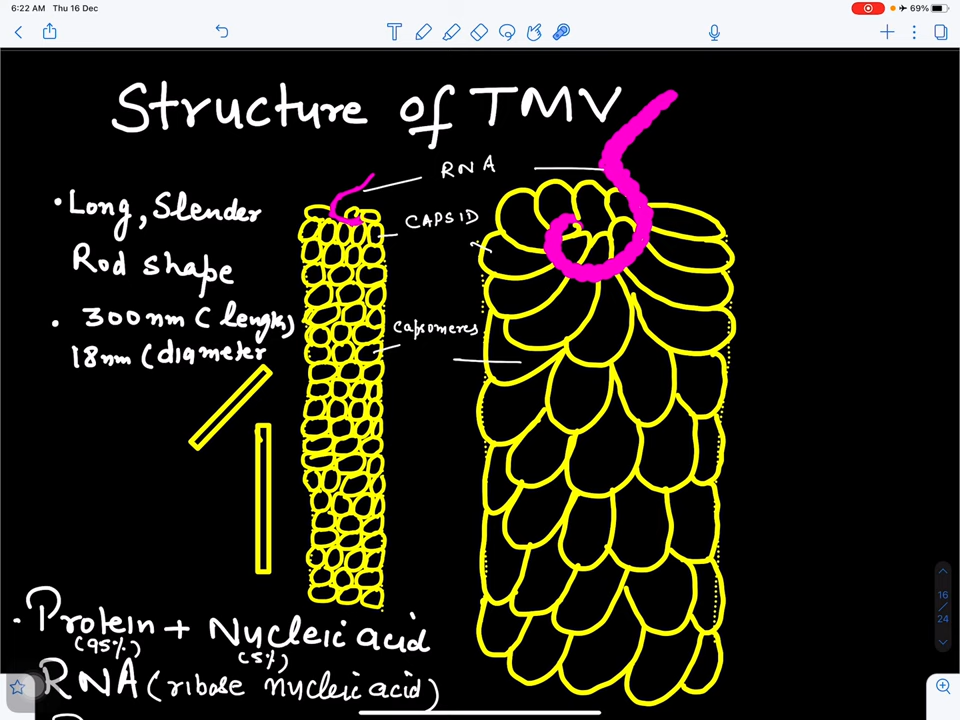 6:22 AM Thu 16 Dec
69%
Structure of TMV
RNA
• Long, Slender
Rod shape
CAPSID
• 300nm (length)
18nm (diameter
Capsomeres
• Protein + Nucleic acid
(95%) (5%)
RNA (ribose nucleic acid)
16
/
24